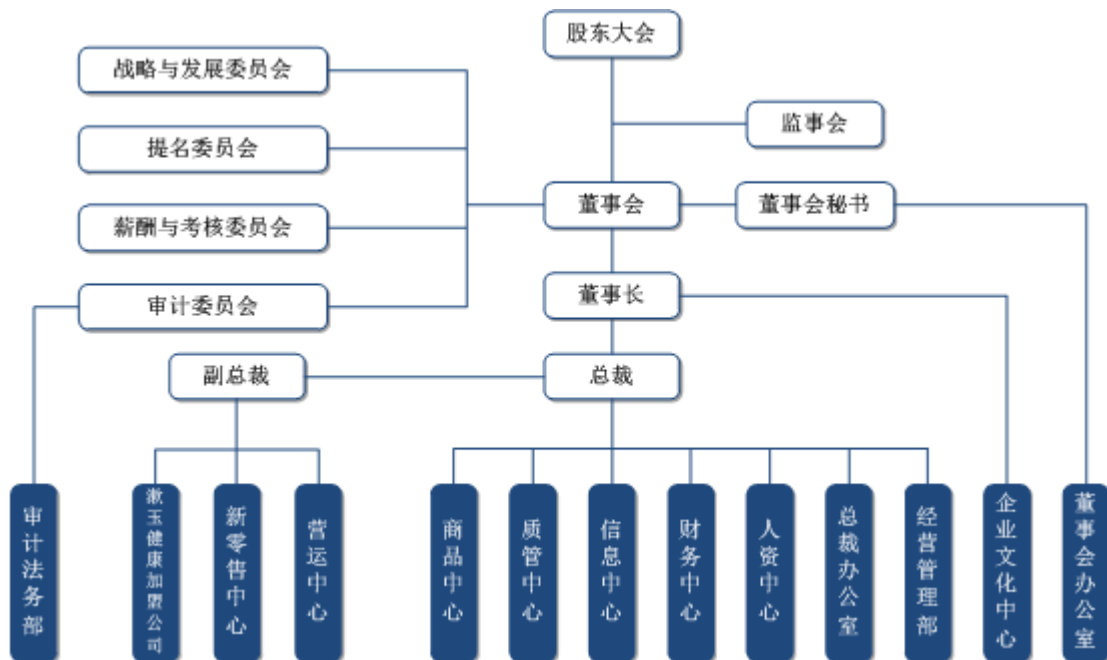 股东大会
战略与发展委员会
监事会
提名委员会
董事会
董事会秘书
薪酬与考核委员会
董事长
审计委员会
副总裁
总裁
审计法务部
漱玉健康加盟公司
新零售中心
营运中心
商品中心
质管中心
信息中心
财务中心
人资中心
总裁办公室
经营管理部
企业文化中心
董事会办公室